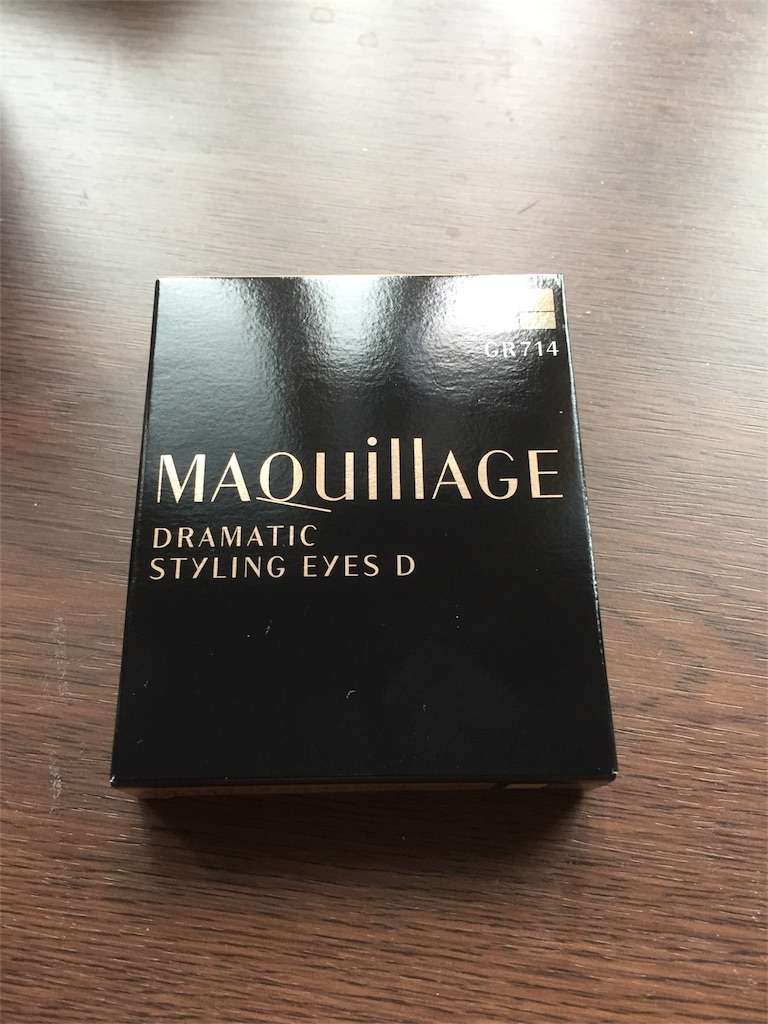 GR714
MAQuillAGE
DRAMATIC
STYLING EYES D